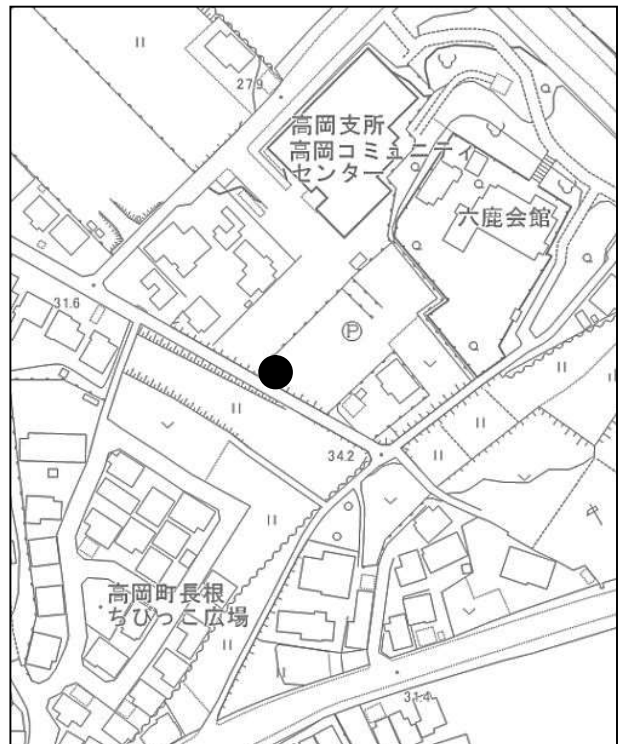 27.9
高岡支所
高岡コミュニティ
センター
六鹿会館
31.6
P
34.2
高岡町長根
ちびっこ広場
31.4